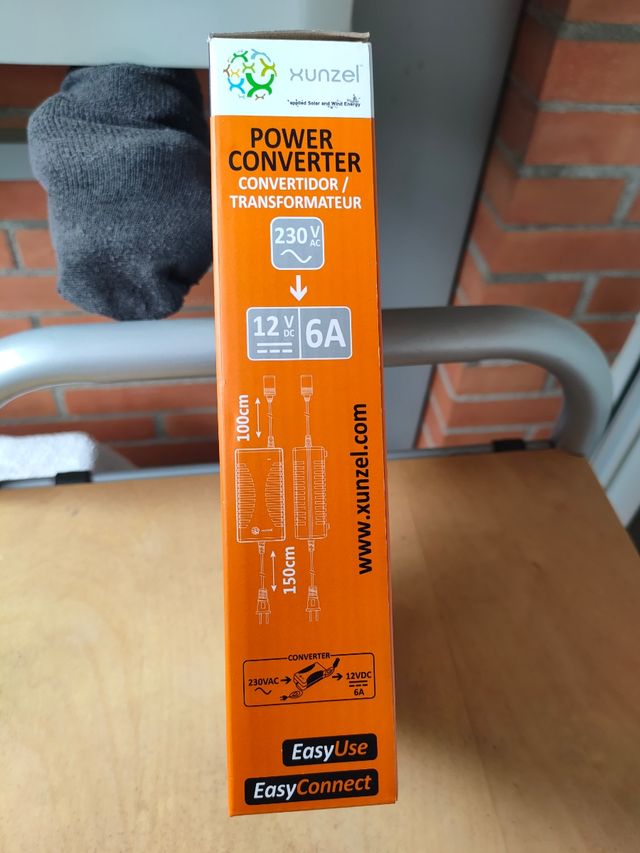 xunzel™
applied Solar and Wind Energy
POWER
CONVERTER
CONVERTIDOR /
TRANSFORMATEUR
230 V AC
12 V DC 6A
100cm
www.xunzel.com
150cm
CONVERTER
230VAC 12VDC
6A
EasyUse
EasyConnect